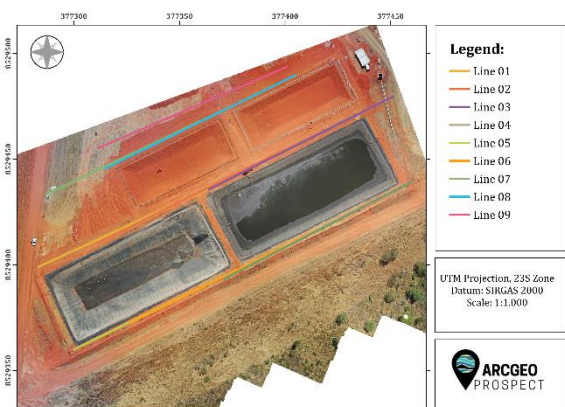 377300 377350 377400 377450
8529500
8529450
8529400
8529350
Legend:
Line 01
Line 02
Line 03
Line 04
Line 05
Line 06
Line 07
Line 08
Line 09
UTM Projection, 23S Zone
Datum: SIRGAS 2000
Scale: 1:1.000
ARCGEO
PROSPECT